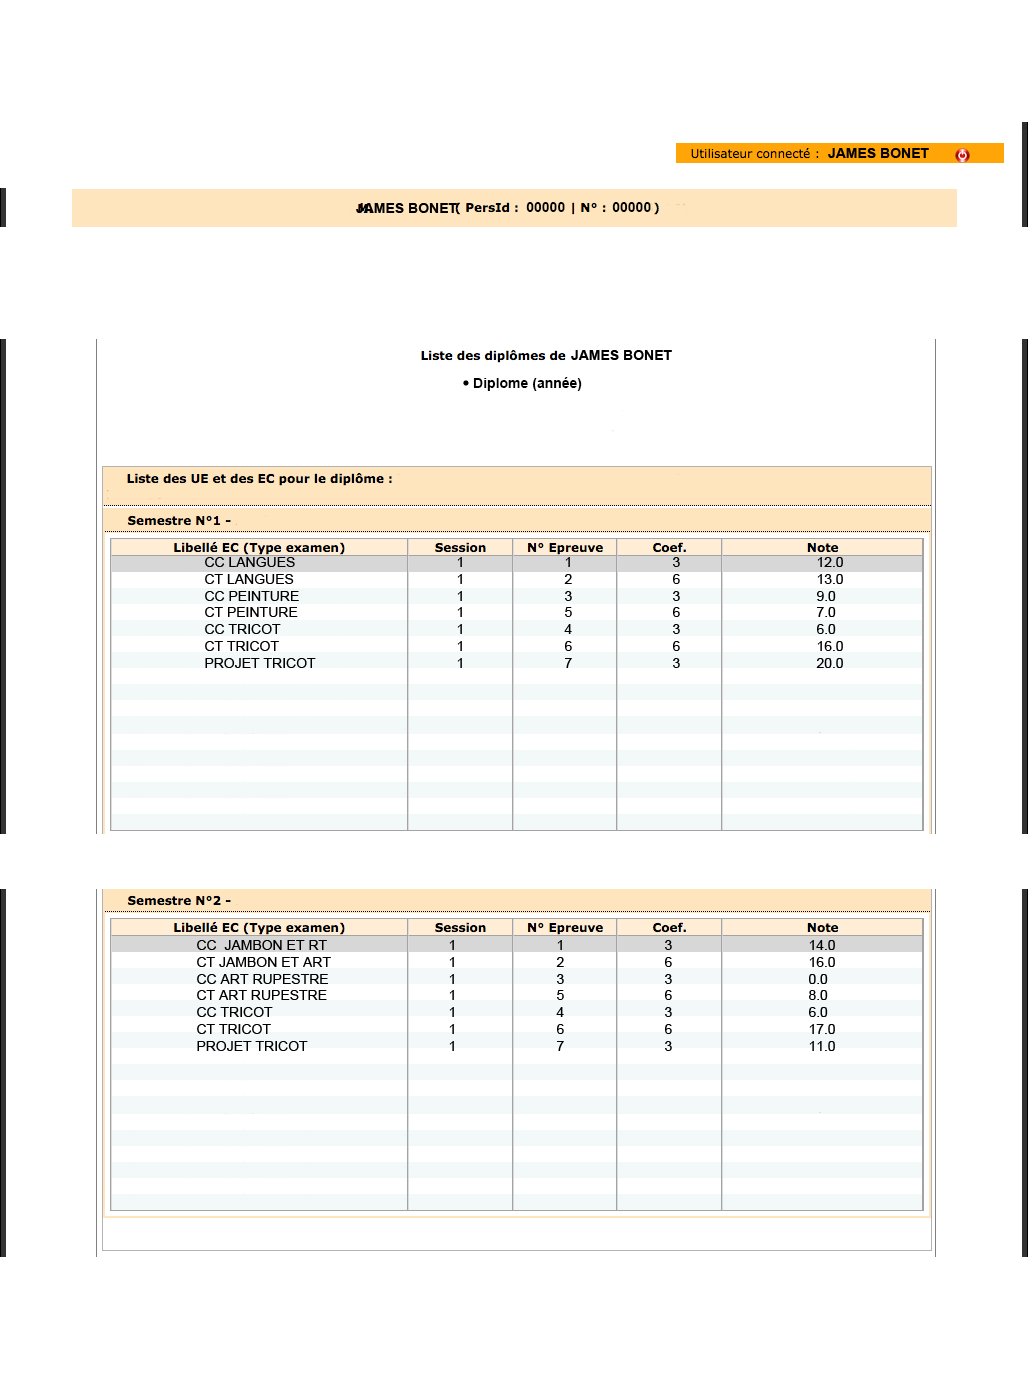 Utilisateur connecté : JAMES BONET
JAMES BONET( PersId : 00000 | N° : 00000 )
Liste des diplômes de JAMES BONET
• Diplome (année)
Liste des UE et des EC pour le diplôme :
Semestre N°1 -
Libellé EC (Type examen) Session N° Epreuve Coef. Note
CC LANGUES 1 1 3 12.0
CT LANGUES 1 2 6 13.0
CC PEINTURE 1 3 3 9.0
CT PEINTURE 1 5 6 7.0
CC TRICOT 1 4 3 6.0
CT TRICOT 1 6 6 16.0
PROJET TRICOT 1 7 3 20.0
Semestre N°2 -
Libellé EC (Type examen) Session N° Epreuve Coef. Note
CC JAMBON ET RT 1 1 3 14.0
CT JAMBON ET ART 1 2 6 16.0
CC ART RUPESTRE 1 3 3 0.0
CT ART RUPESTRE 1 5 6 8.0
CC TRICOT 1 4 3 6.0
CT TRICOT 1 6 6 17.0
PROJET TRICOT 1 7 3 11.0